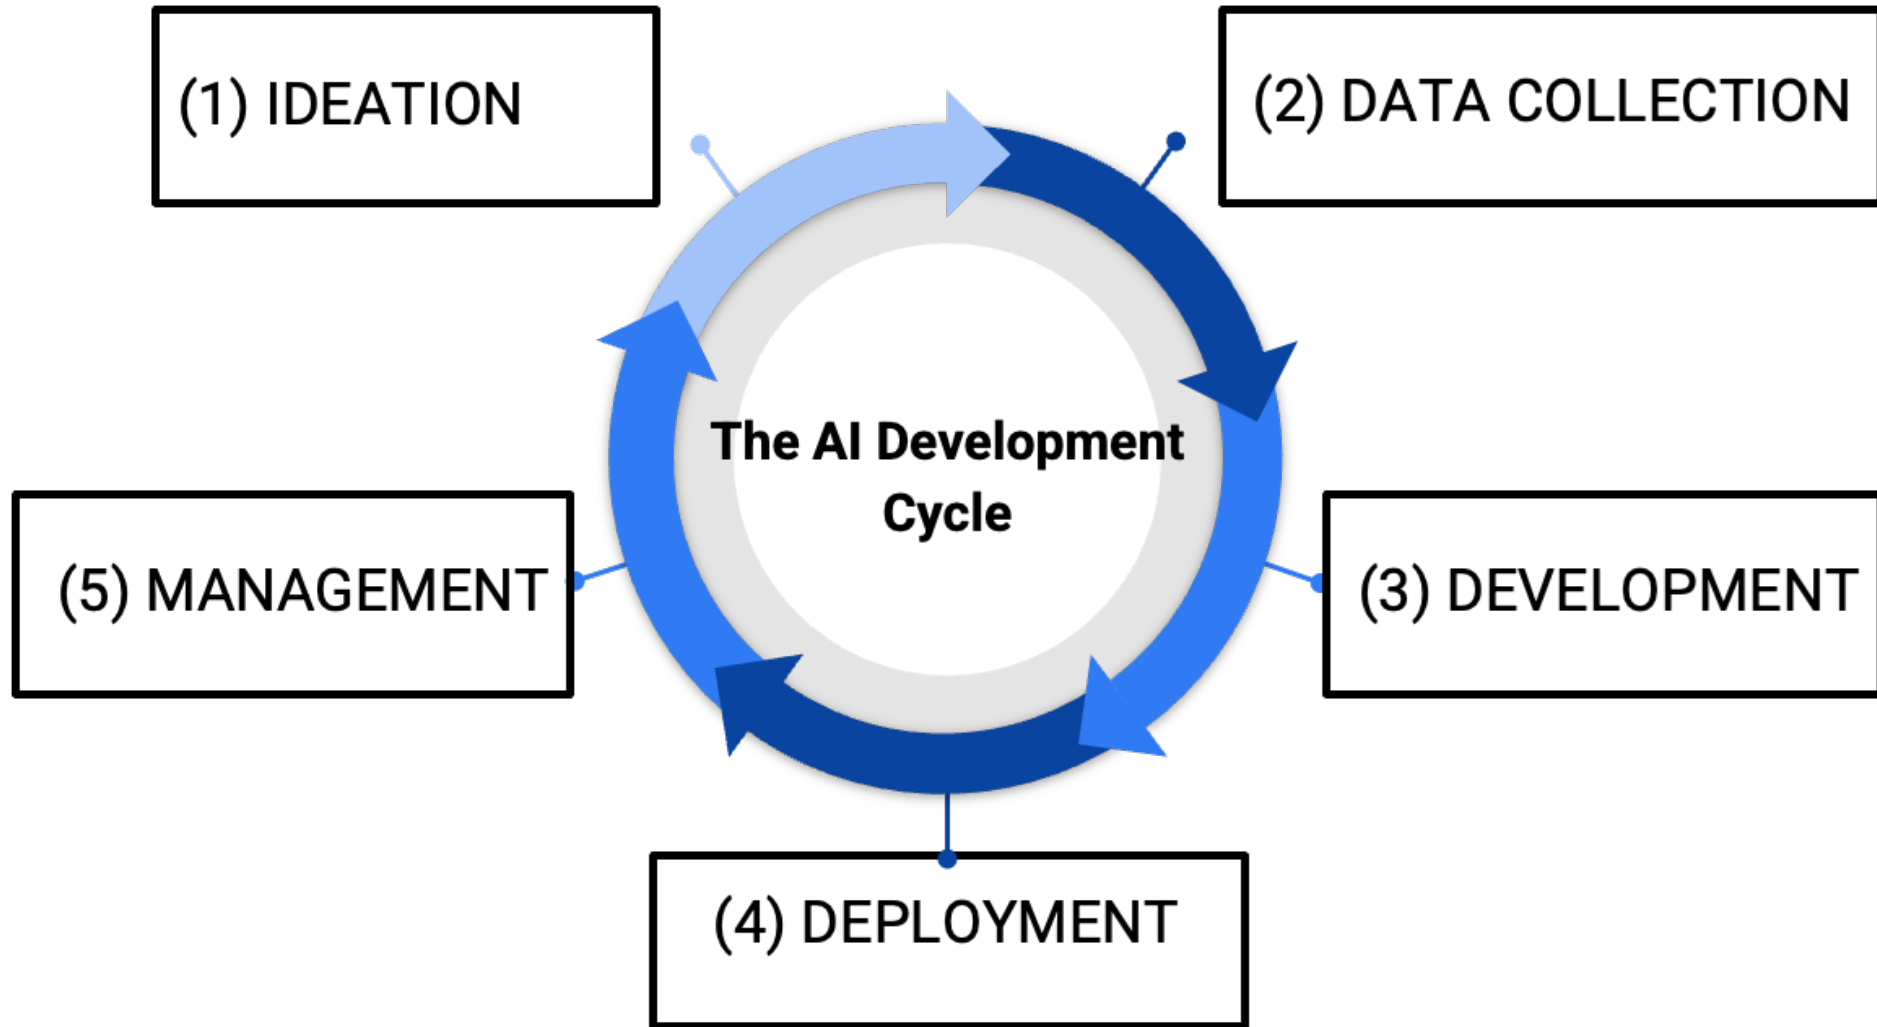 (1) IDEATION
(2) DATA COLLECTION
The AI Development
Cycle
(5) MANAGEMENT
(3) DEVELOPMENT
(4) DEPLOYMENT